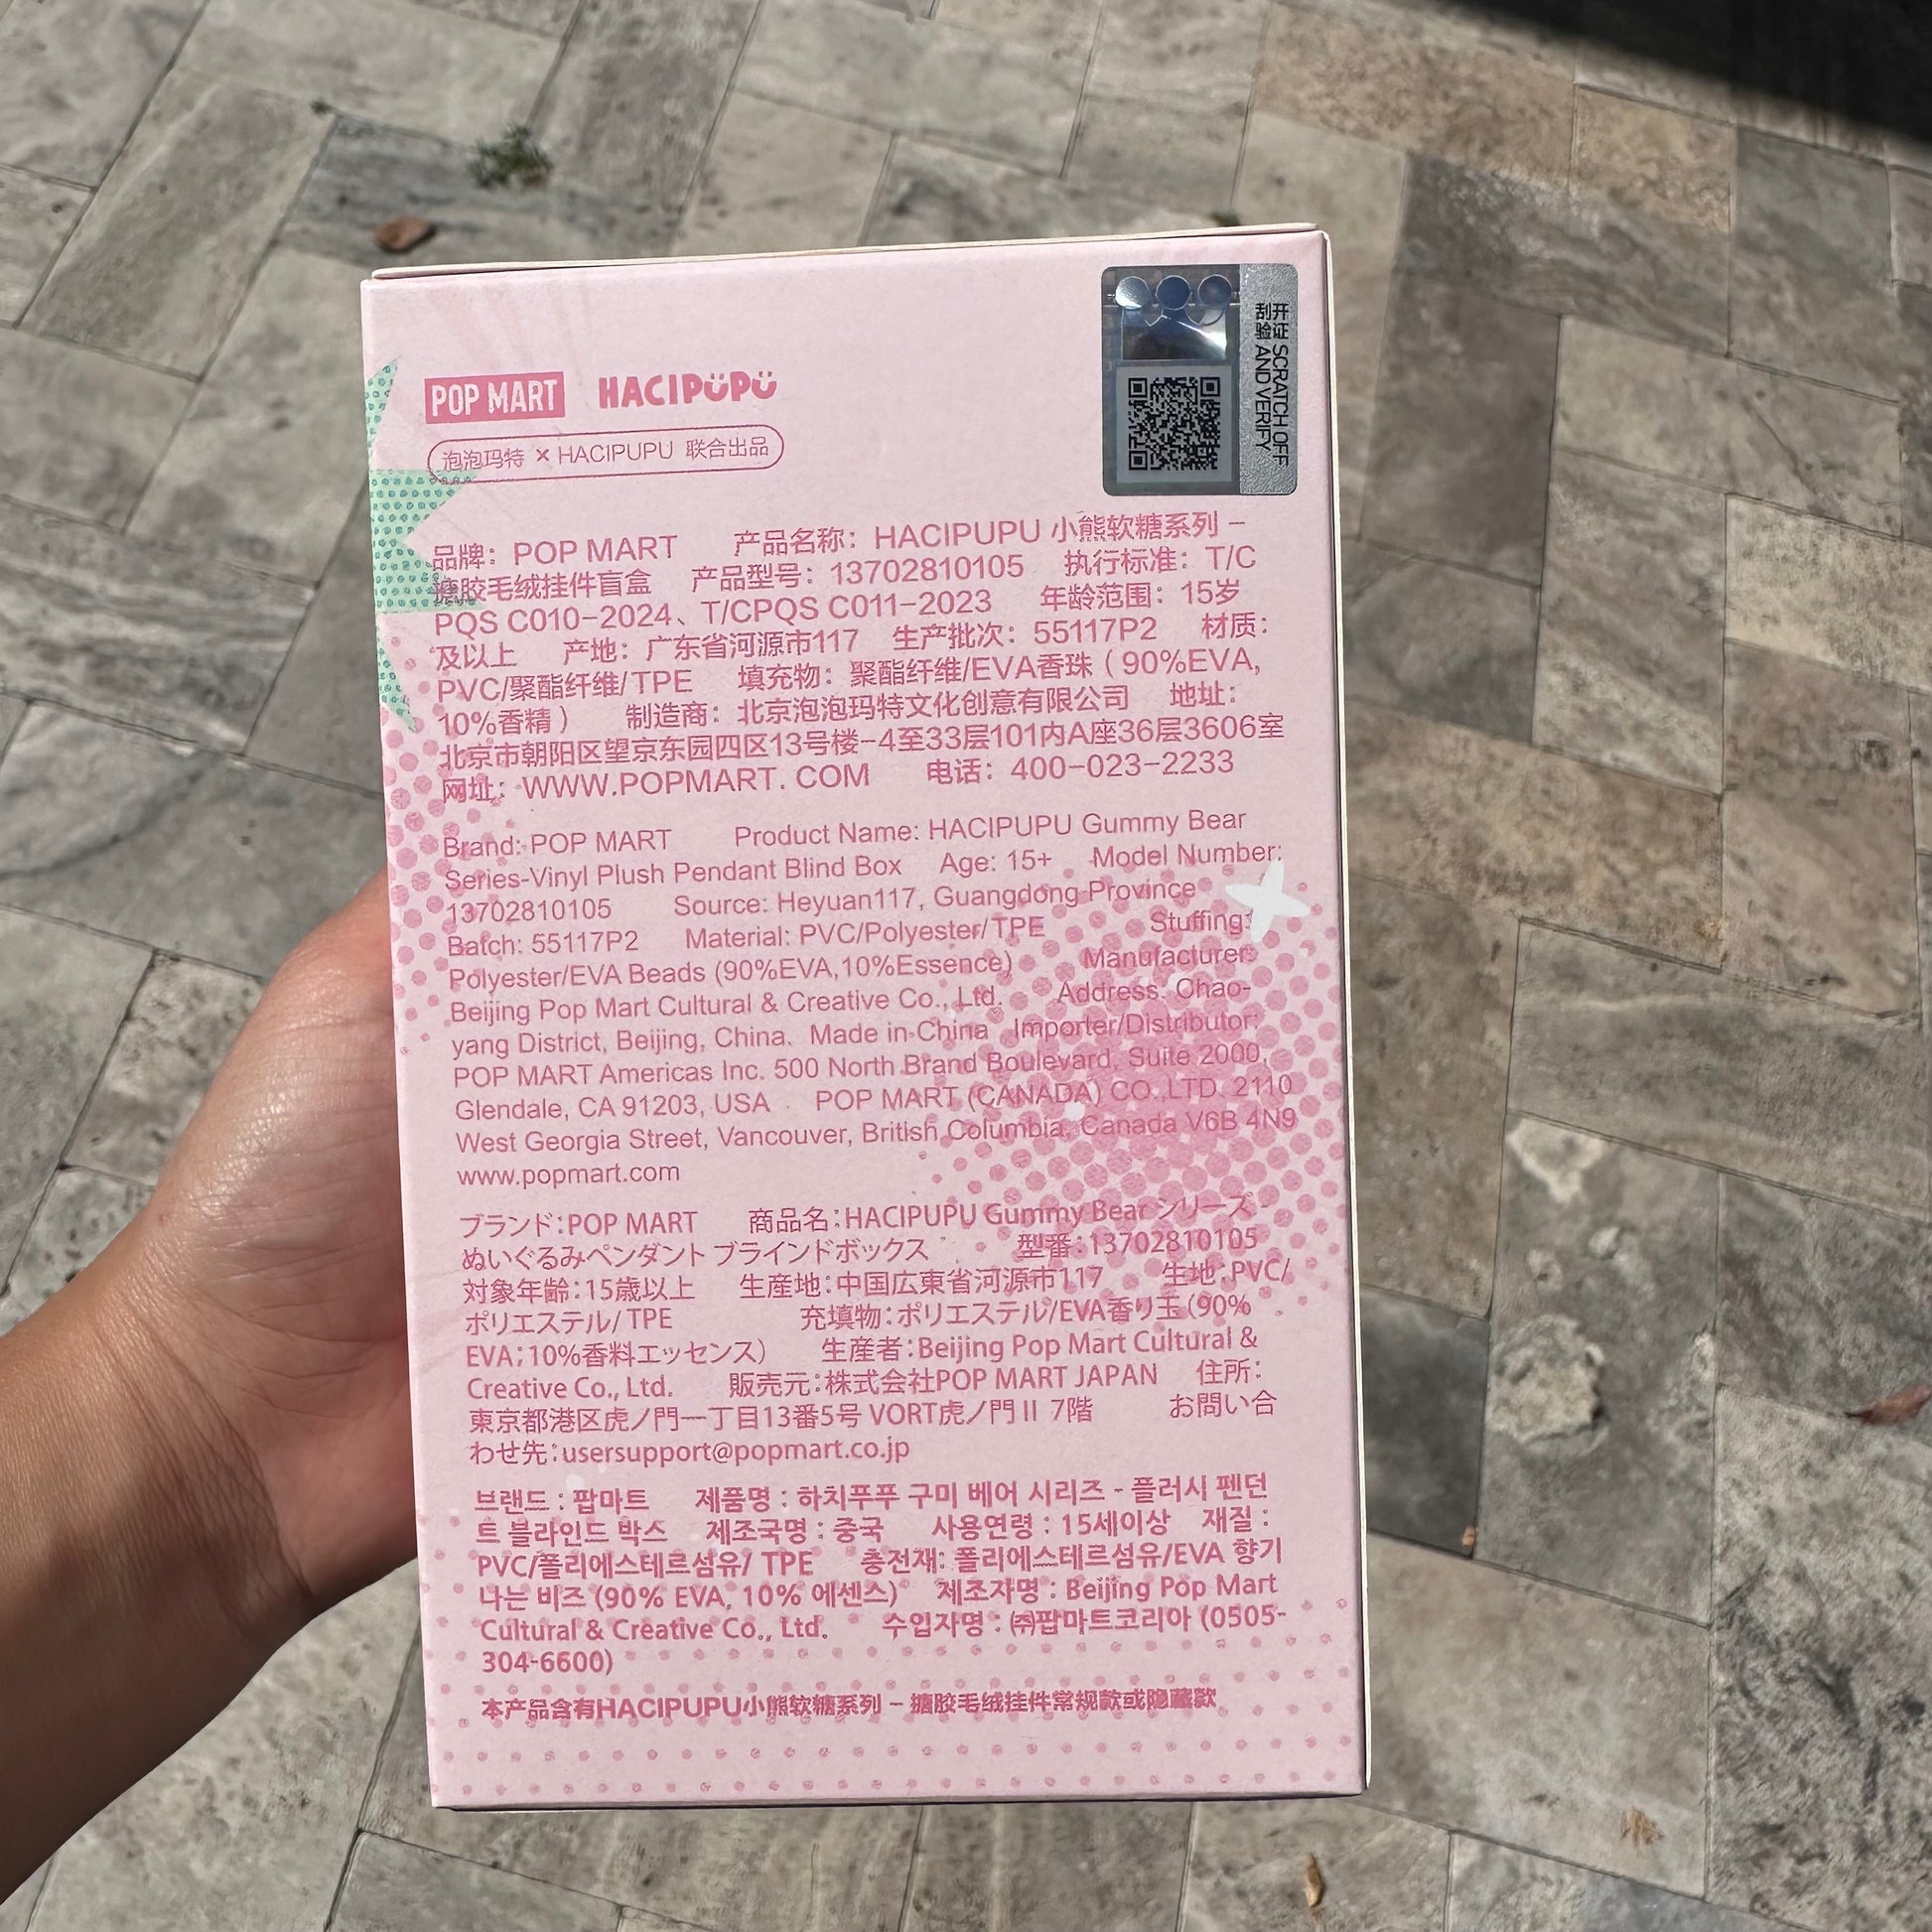 POP MART HACIPUPU
泡泡玛特 × HACIPUPU 联合出品
刮开验证 SCRATCH OFF AND VERIFY
品牌：POP MART 产品名称：HACIPUPU 小熊软糖系列 –
搪胶毛绒挂件盲盒 产品型号：13702810105 执行标准：T/C
PQS C010–2024、T/CPQS C011–2023 年龄范围：15岁
及以上 产地：广东省河源市117 生产批次：55117P2 材质：
PVC/聚酯纤维/TPE 填充物：聚酯纤维/EVA香珠（90%EVA,
10%香精） 制造商：北京泡泡玛特文化创意有限公司 地址：
北京市朝阳区望京东园四区13号楼–4至33层101内A座36层3606室
网址：WWW.POPMART. COM 电话：400–023–2233
Brand: POP MART Product Name: HACIPUPU Gummy Bear
Series-Vinyl Plush Pendant Blind Box Age: 15+ Model Number:
13702810105 Source: Heyuan117, Guangdong Province
Batch: 55117P2 Material: PVC/Polyester/TPE Stuffing:
Polyester/EVA Beads (90%EVA,10%Essence) Manufacturer:
Beijing Pop Mart Cultural & Creative Co., Ltd. Address: Chao-
yang District, Beijing, China. Made in China Importer/Distributor:
POP MART Americas Inc. 500 North Brand Boulevard, Suite 2000,
Glendale, CA 91203, USA POP MART (CANADA) CO.,LTD. 2110
West Georgia Street, Vancouver, British Columbia, Canada V6B 4N9
www.popmart.com
ブランド：POP MART 商品名：HACIPUPU Gummy Bear シリーズ -
ぬいぐるみペンダント ブラインドボックス 型番：13702810105
対象年齢：15歳以上 生産地：中国広東省河源市117 生地：PVC/
ポリエステル/ TPE 充填物：ポリエステル/EVA香り玉（90%
EVA；10%香料エッセンス） 生産者：Beijing Pop Mart Cultural &
Creative Co., Ltd. 販売元：株式会社POP MART JAPAN 住所：
東京都港区虎ノ門一丁目13番5号 VORT虎ノ門Ⅱ 7階 お問い合
わせ先：usersupport@popmart.co.jp
브랜드 : 팝마트 제품명 : 하치푸푸 구미 베어 시리즈 - 플러시 펜던
트 블라인드 박스 제조국명 : 중국 사용연령 : 15세이상 재질 :
PVC/폴리에스테르섬유/ TPE 충전재: 폴리에스테르섬유/EVA 향기
나는 비즈 (90% EVA, 10% 에센스) 제조자명 : Beijing Pop Mart
Cultural & Creative Co., Ltd. 수입자명 : ㈜팝마트코리아 (0505-
304-6600)
本产品含有HACIPUPU小熊软糖系列 – 搪胶毛绒挂件常规款或隐藏款